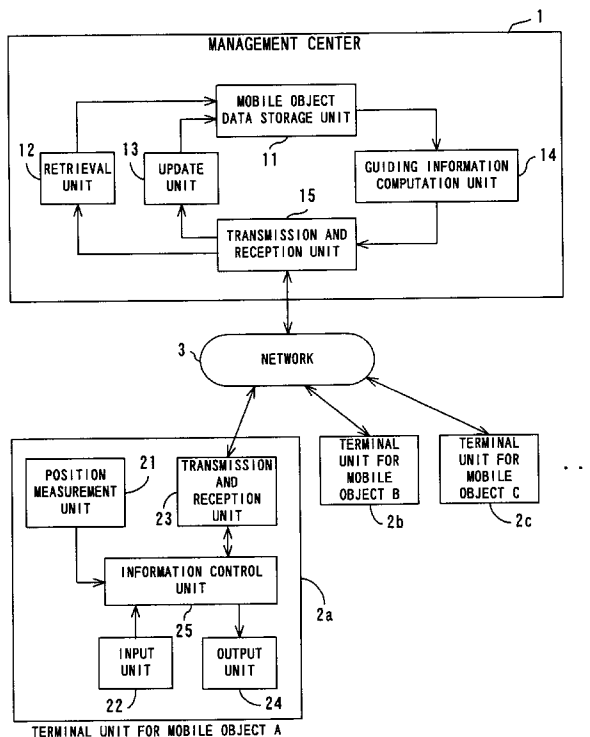 1
MANAGEMENT CENTER
MOBILE OBJECT
DATA STORAGE UNIT
11
12
RETRIEVAL
UNIT
13
UPDATE
UNIT
14
GUIDING INFORMATION
COMPUTATION UNIT
15
TRANSMISSION AND
RECEPTION UNIT
3
NETWORK
21
POSITION
MEASUREMENT
UNIT
TRANSMISSION
AND
RECEPTION
UNIT
23
TERMINAL
UNIT FOR
MOBILE
OBJECT B
2b
TERMINAL
UNIT FOR
MOBILE
OBJECT C
2c
..
INFORMATION CONTROL
UNIT
25
2a
INPUT
UNIT
22
OUTPUT
UNIT
24
TERMINAL UNIT FOR MOBILE OBJECT A